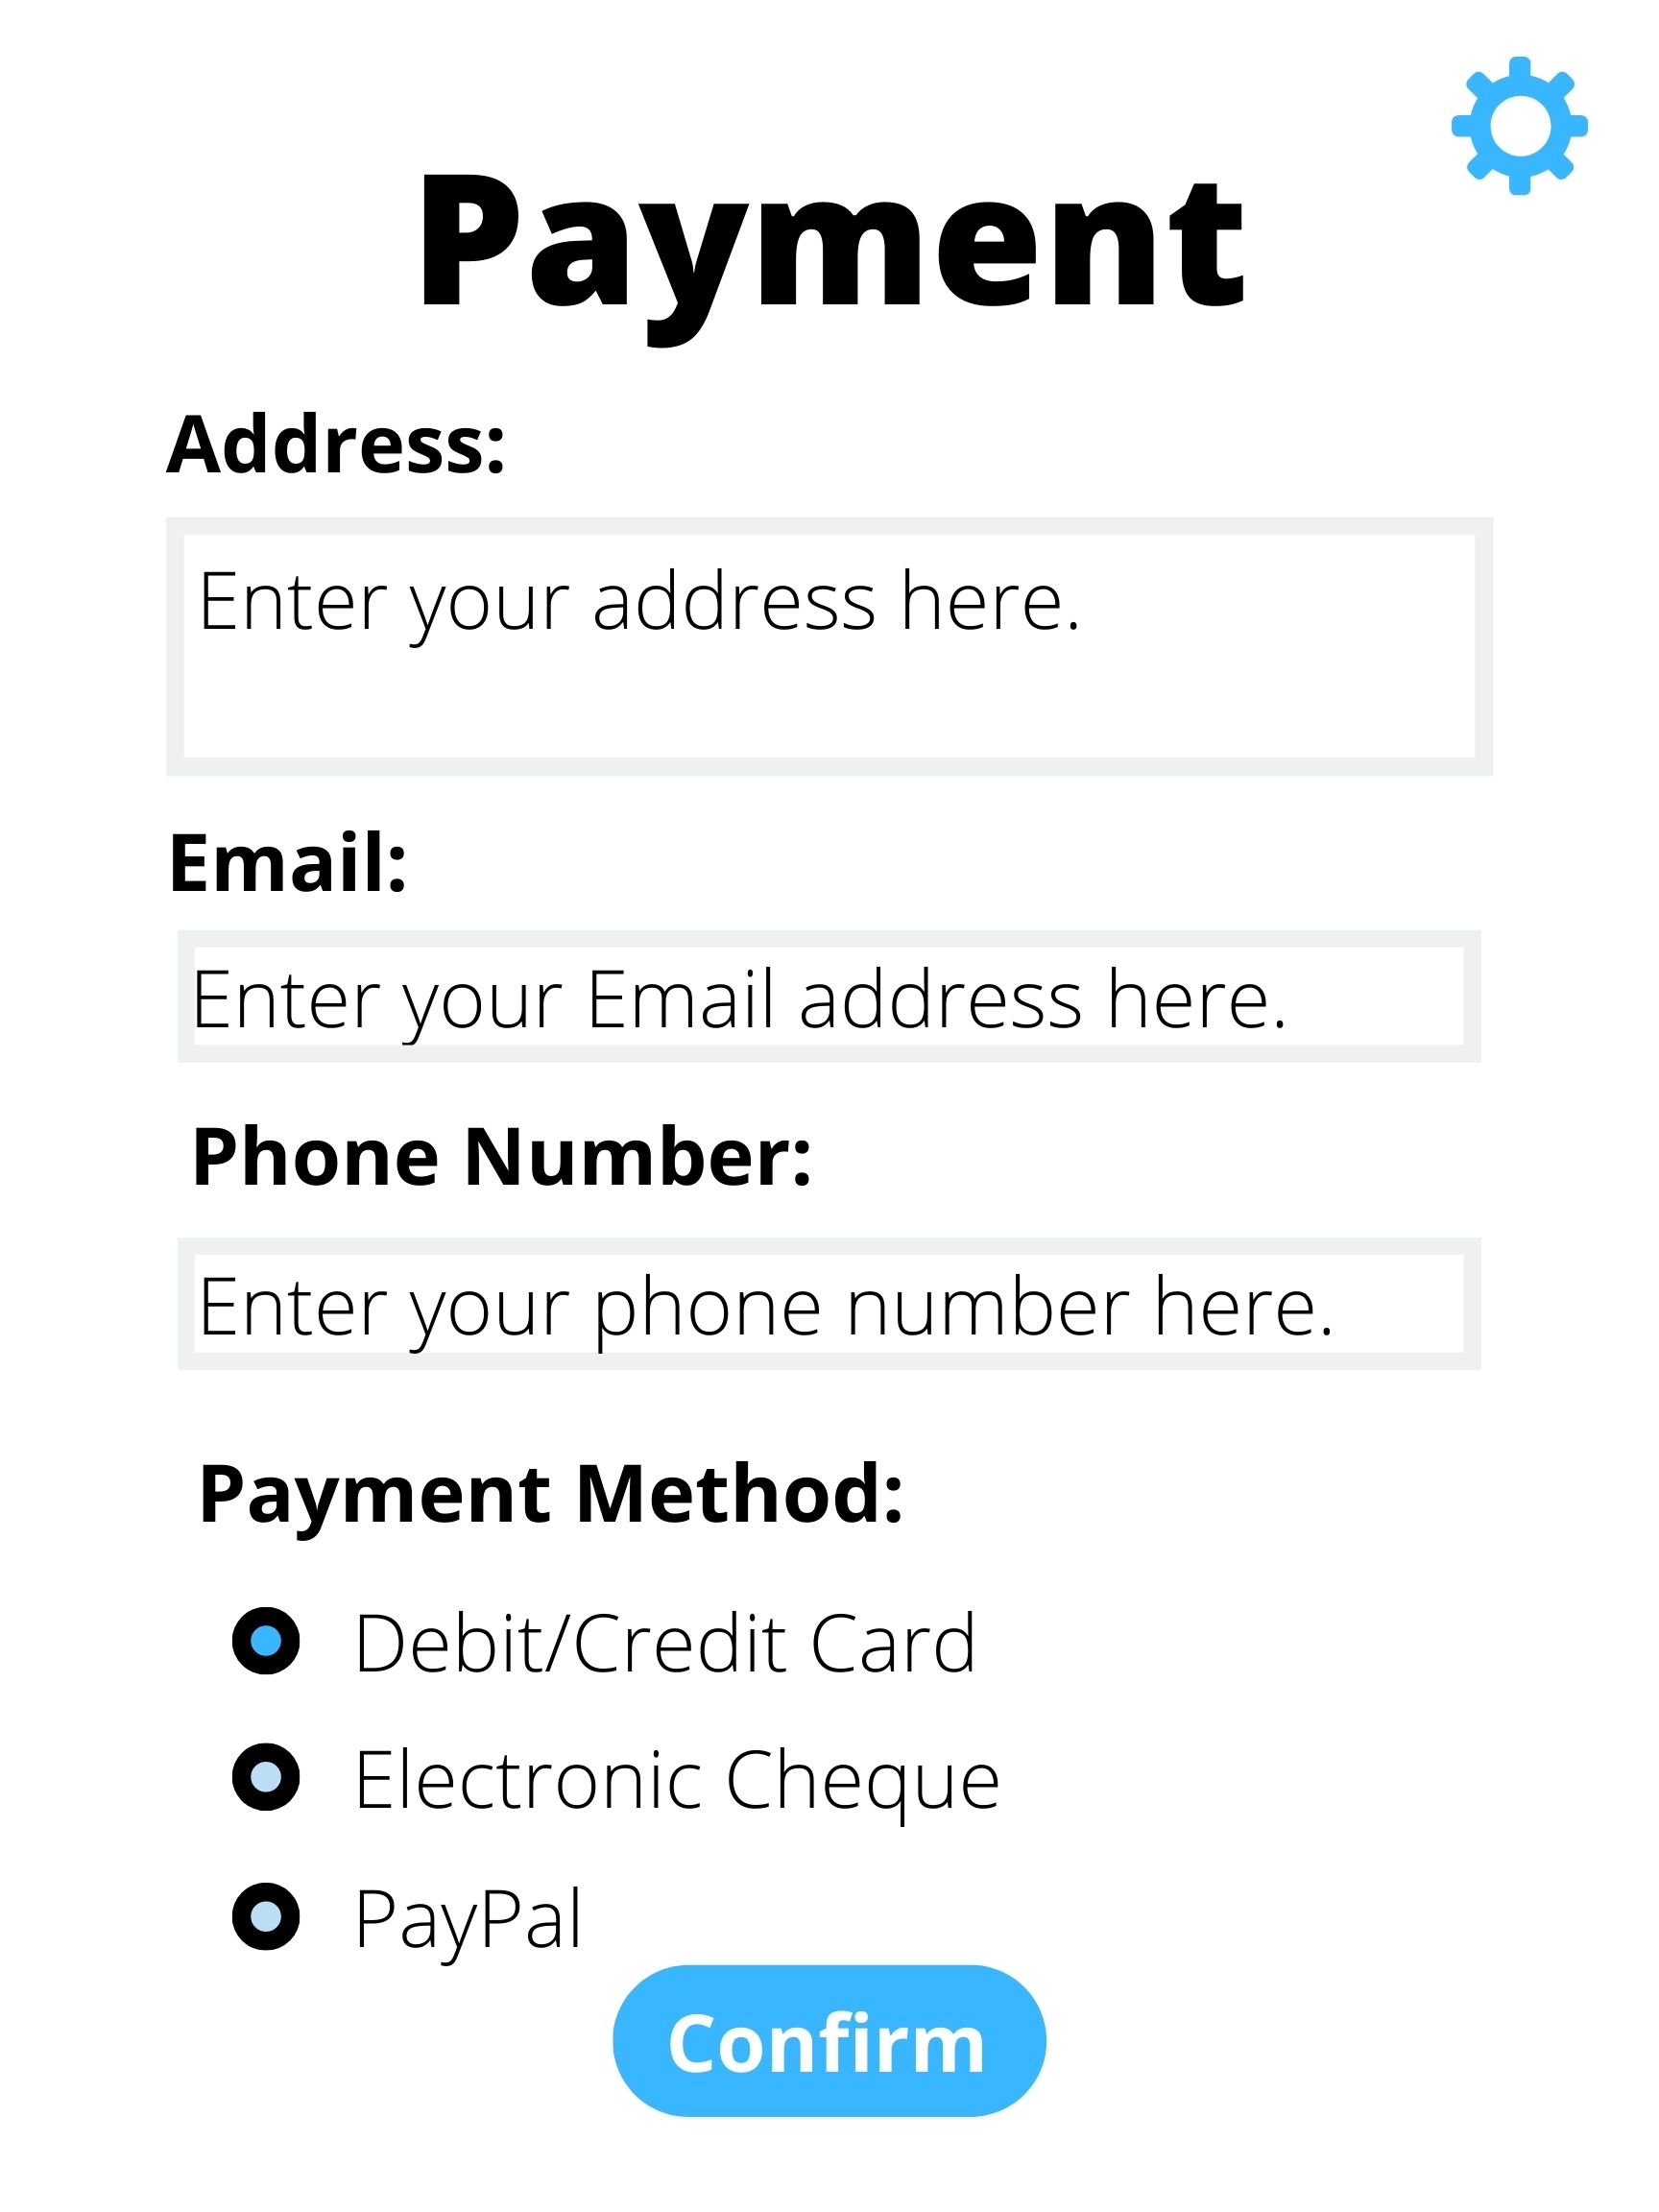 Payment
Address:
Enter your address here.
Email:
Enter your Email address here.
Phone Number:
Enter your phone number here.
Payment Method:
Debit/Credit Card
Electronic Cheque
PayPal
Confirm